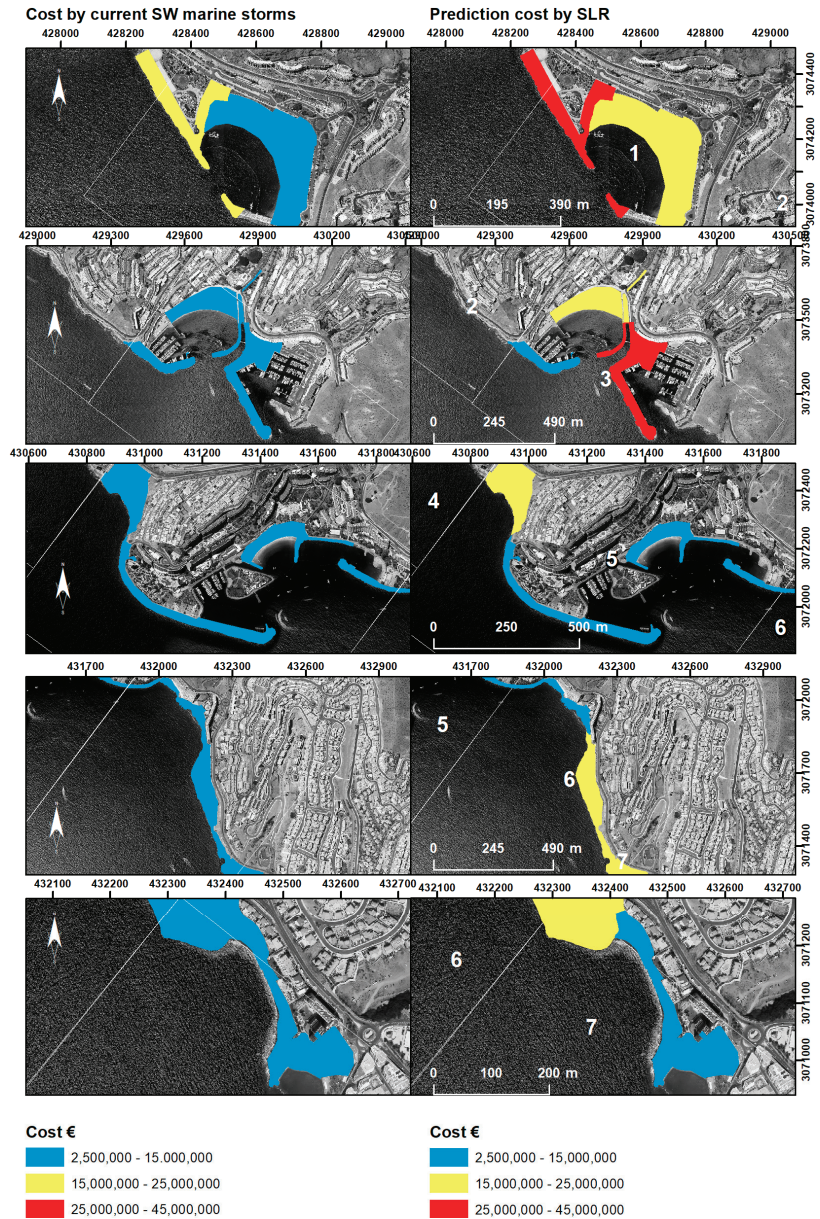 Cost by current SW marine storms
Prediction cost by SLR
428000 428200 428400 428600 428800 429000
428000 428200 428400 428600 428800 429000
3074400
3074200
3074000
1
2
0 195 390 m
429000 429300 429600 429900 430200
429300 429600 429900 430200 430500
3073800
3073500
3073200
2
3
0 245 490 m
430600 430800 431000 431200 431400 431600 431800
430600 430800 431000 431200 431400 431600 431800
3072400
3072200
3072000
4
5
6
0 250 500 m
431700 432000 432300 432600 432900
431700 432000 432300 432600 432900
3072000
3071700
3071400
5
6
7
0 245 490 m
432100 432200 432300 432400 432500 432600 432700
432100 432200 432300 432400 432500 432600 432700
3071200
3071100
3071000
6
7
0 100 200 m
Cost €
2,500,000 - 15.000,000
15,000,000 - 25,000,000
25,000,000 - 45,000,000
Cost €
2,500,000 - 15,000,000
15,000,000 - 25,000,000
25,000,000 - 45,000,000